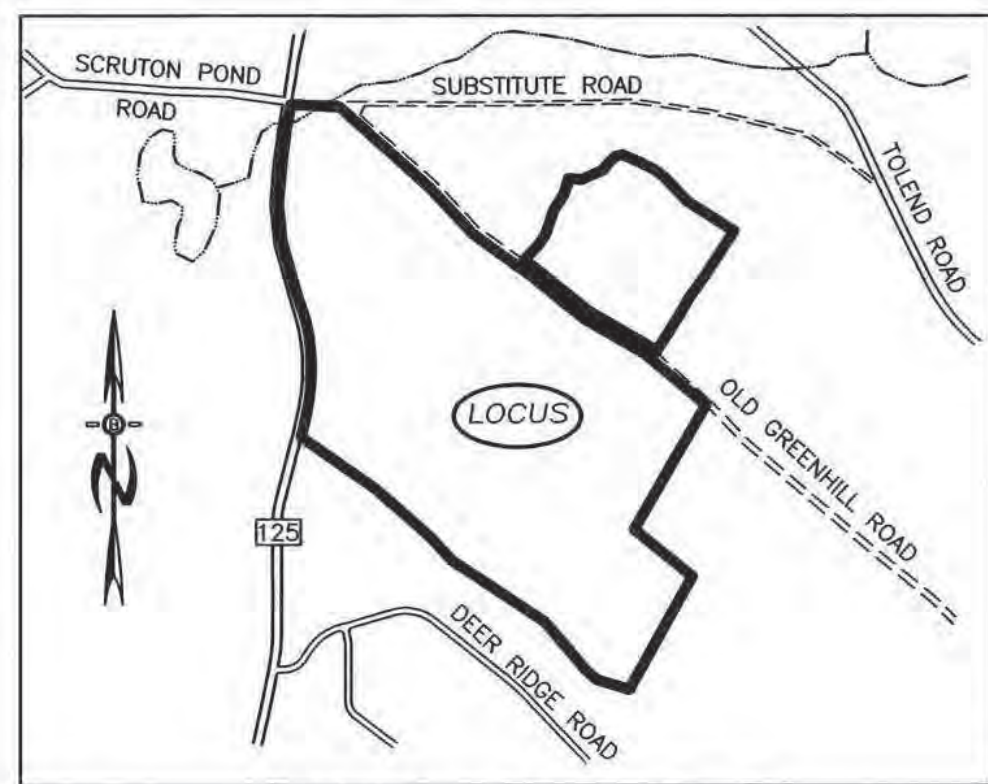 SCRUTON POND
ROAD
SUBSTITUTE ROAD
TOLEND ROAD
LOCUS
OLD GREENHILL ROAD
125
DEER RIDGE ROAD
B
N